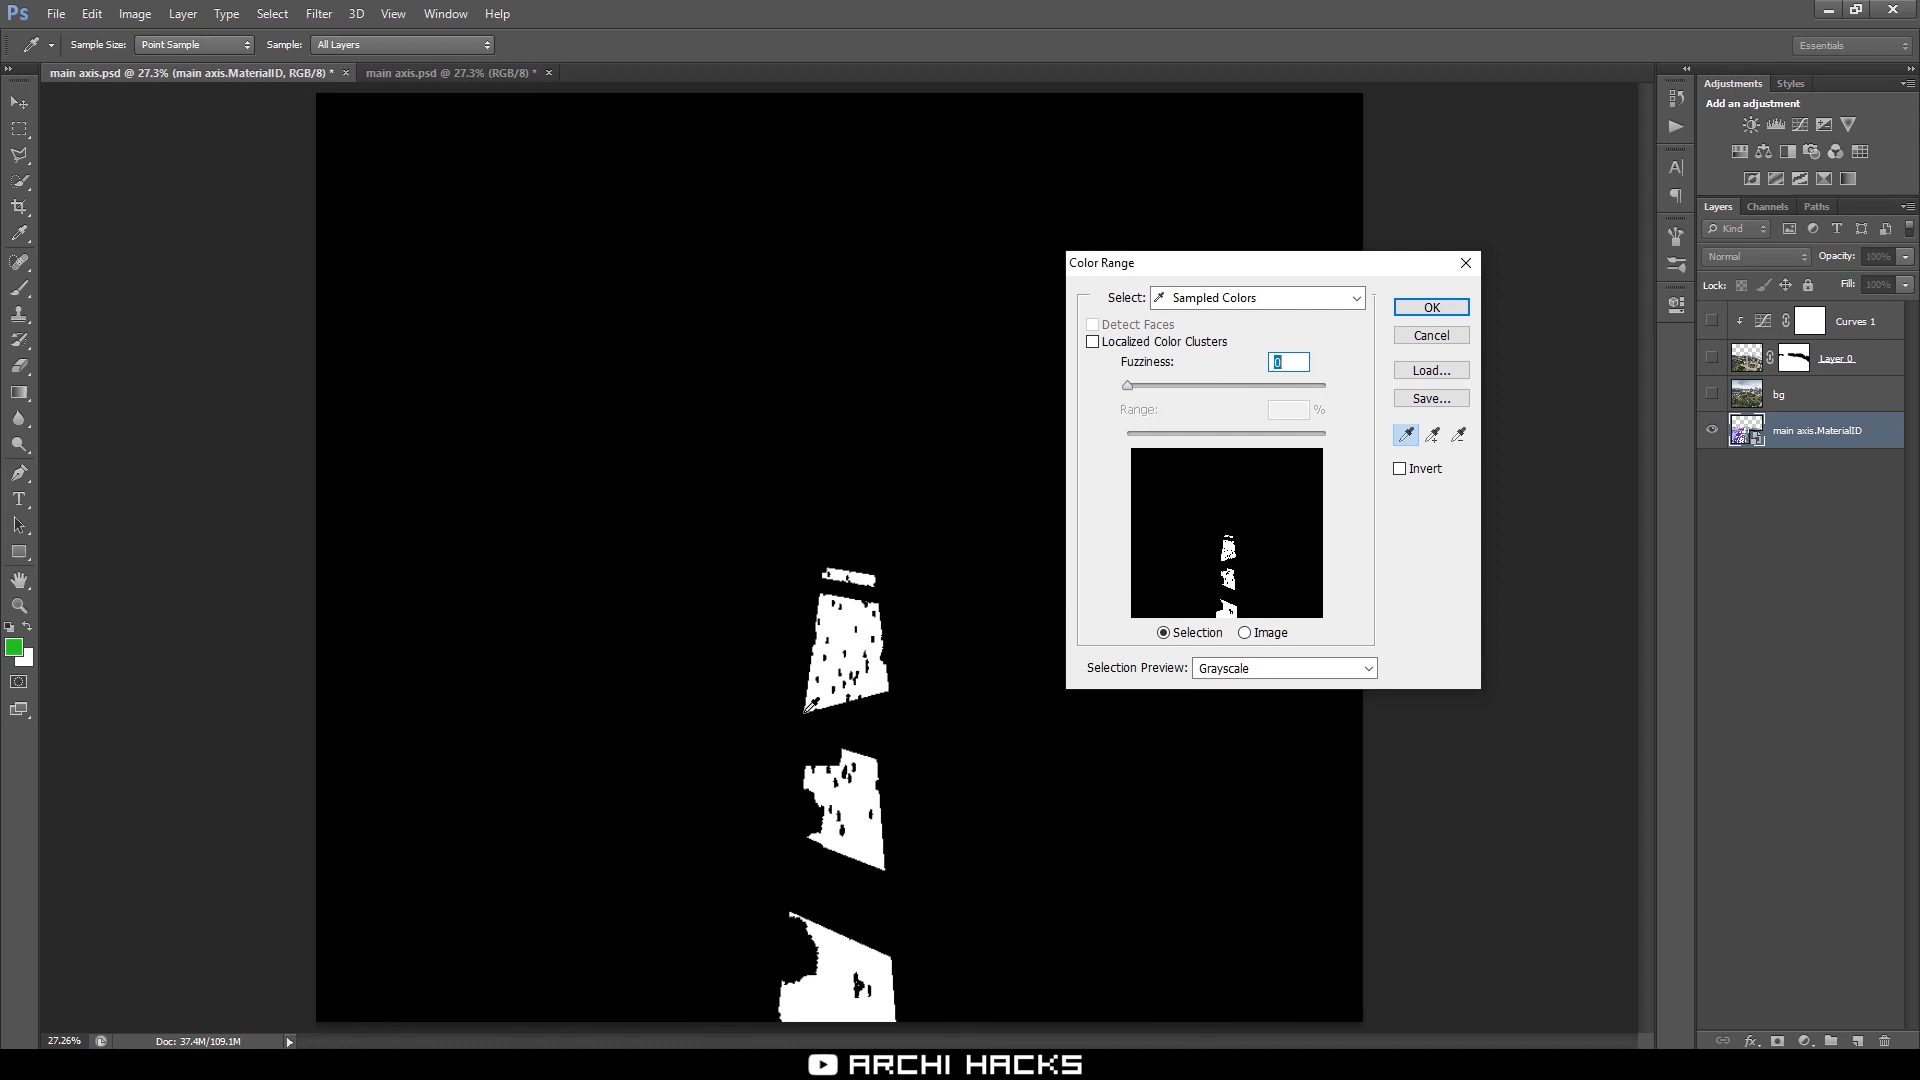 Ps File Edit Image Layer Type Select Filter 3D View Window Help
Sample Size: Point Sample Sample: All Layers Essentials
main axis.psd @ 27.3% (main axis.MaterialID, RGB/8) * × main axis.psd @ 27.3% (RGB/8) * ×
Adjustments Styles
Add an adjustment
Layers Channels Paths
Kind
Normal Opacity: 100%
Lock: Fill: 100%
Curves 1
Layer 0
bg
main axis.MaterialID
Color Range
Select: Sampled Colors
OK
Detect Faces
Cancel
Localized Color Clusters
Fuzziness: 0
Load...
Range: %
Save...
Invert
Selection Image
Selection Preview: Grayscale
27.26% Doc: 37.4M/109.1M
ARCHI HACKS